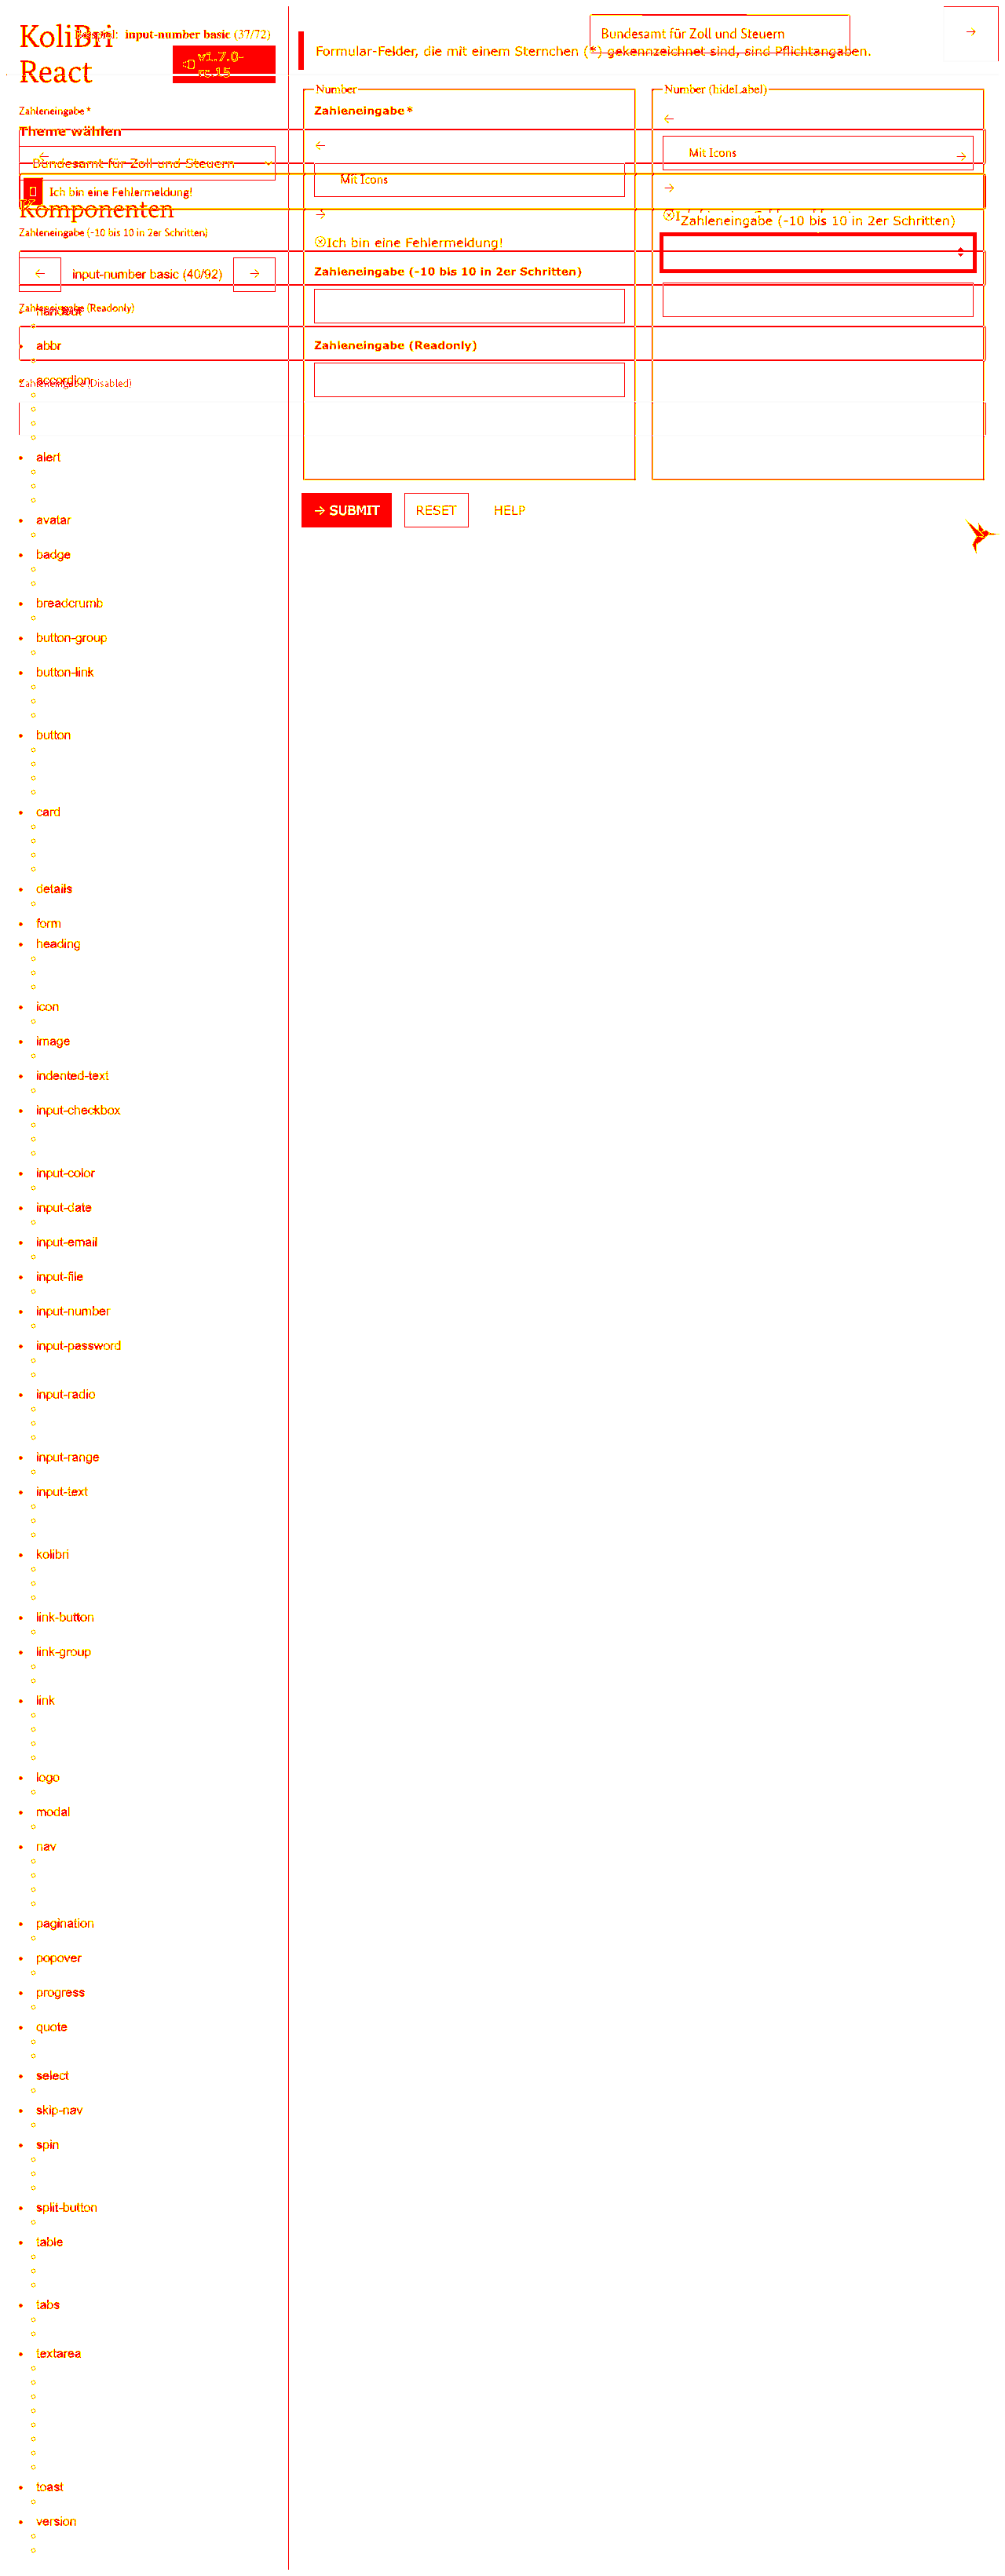 KoliBri
React
input-number basic (37/72)
v1.7.0-
rc.15
Bundesamt für Zoll und Steuern
Formular-Felder, die mit einem Sternchen (*) gekennzeichnet sind, sind Pflichtangaben.
Zahleneingabe *
Theme wählen
Bundesamt für Zoll und Steuern
Ich bin eine Fehlermeldung!
Komponenten
Zahleneingabe (-10 bis 10 in 2er Schritten)
input-number basic (40/92)
Zahleneingabe (Readonly)
handout
abbr
accordion
Zahleneingabe (Disabled)
alert
avatar
badge
breadcrumb
button-group
button-link
button
card
details
form
heading
icon
image
indented-text
input-checkbox
input-color
input-date
input-email
input-file
input-number
input-password
input-radio
input-range
input-text
kolibri
link-button
link-group
link
logo
modal
nav
pagination
popover
progress
quote
select
skip-nav
spin
split-button
table
tabs
textarea
toast
version
Number
Zahleneingabe *
Mit Icons
Ich bin eine Fehlermeldung!
Zahleneingabe (-10 bis 10 in 2er Schritten)
Zahleneingabe (Readonly)
Number (hideLabel)
Mit Icons
Zahleneingabe (-10 bis 10 in 2er Schritten)
SUBMIT
RESET
HELP